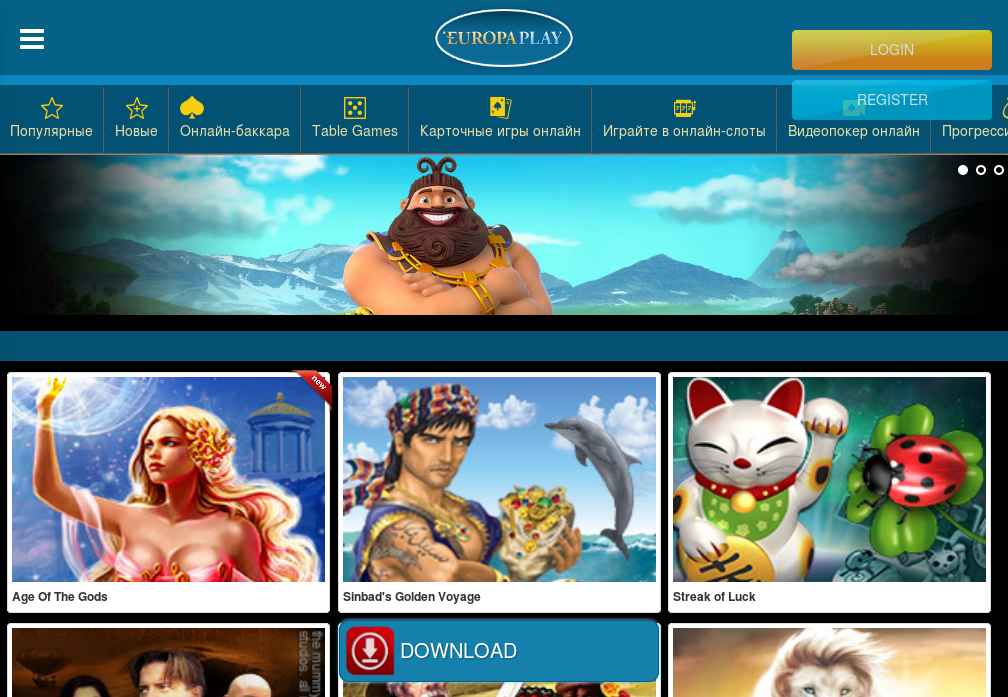 EUROPAPLAY
LOGIN
REGISTER
Популярные
Новые
Онлайн-баккара
Table Games
Карточные игры онлайн
Играйте в онлайн-слоты
Видеопокер онлайн
Прогресси
new
Age Of The Gods
Sinbad's Golden Voyage
Streak of Luck
the mummy
studios. all
DOWNLOAD